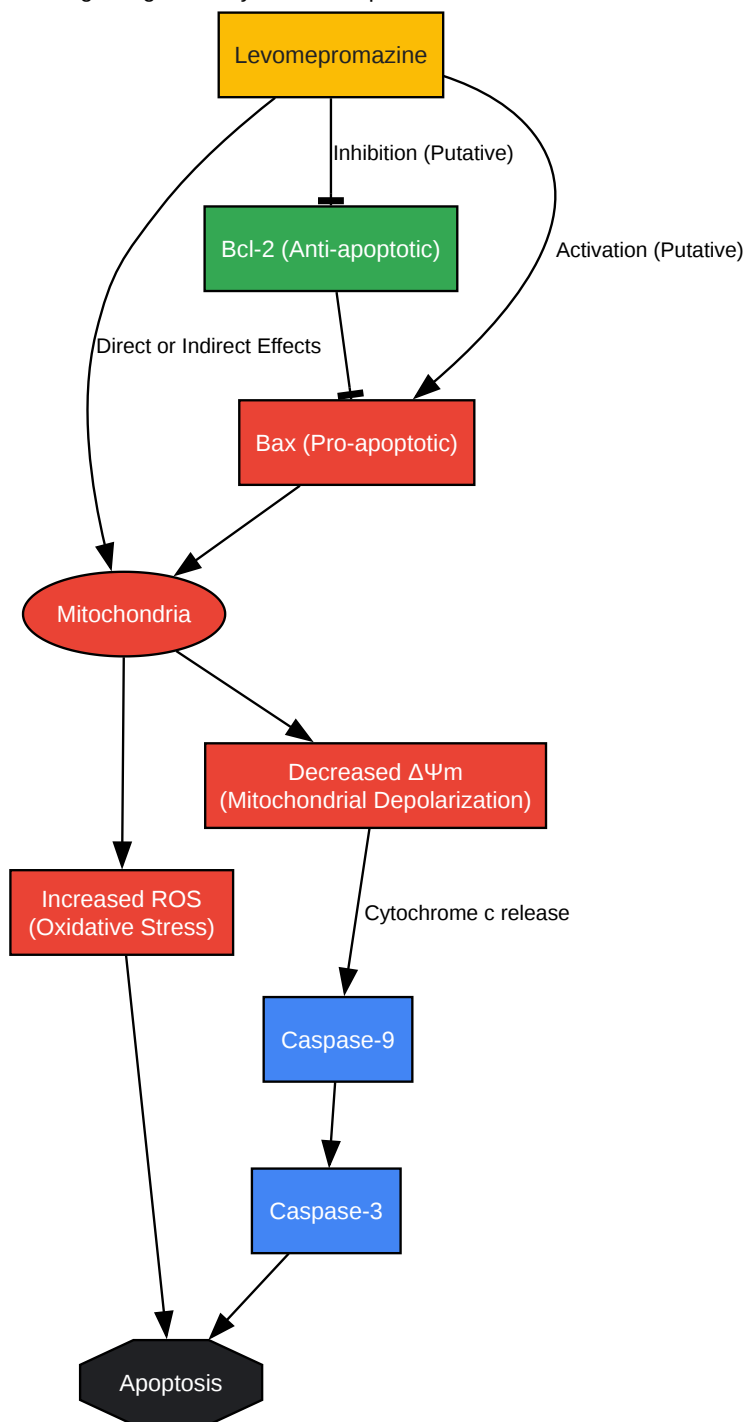 Levomepromazine
Inhibition (Putative)
Bcl-2 (Anti-apoptotic)
Activation (Putative)
Direct or Indirect Effects
Bax (Pro-apoptotic)
Mitochondria
Decreased ΔΨm
(Mitochondrial Depolarization)
Increased ROS
(Oxidative Stress)
Cytochrome c release
Caspase-9
Caspase-3
Apoptosis